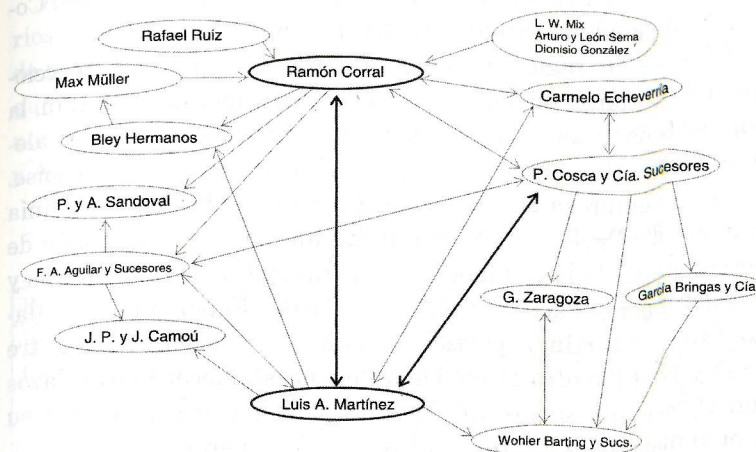 Rafael Ruiz
L. W. Mix
Arturo y León Serna
Dionisio González
Ramón Corral
Max Müller
Carmelo Echeverría
Bley Hermanos
P. Cosca y Cía. Sucesores
P. y A. Sandoval
F. A. Aguilar y Sucesores
G. Zaragoza
García Bringas y Cía
J. P. y J. Camoú
Luis A. Martínez
Wohler Barting y Sucs.